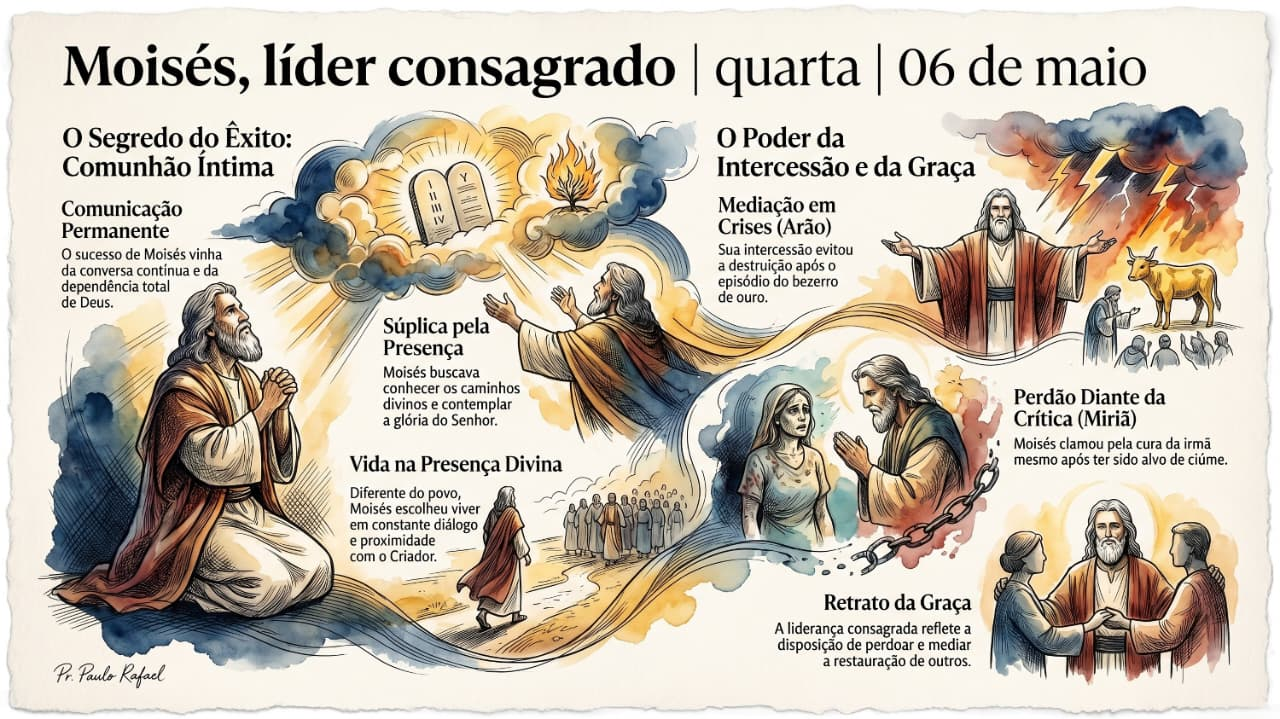 Moisés, líder consagrado | quarta | 06 de maio
O Segredo do Êxito:
Comunhão Íntima
Comunicação
Permanente
O sucesso de Moisés vinha
da conversa contínua e da
dependência total
de Deus.
I
II
III
IV
Y
Súplica pela
Presença
Moisés buscava
conhecer os caminhos
divinos e contemplar
a glória do Senhor.
Vida na Presença Divina
Diferente do povo,
Moisés escolheu viver
em constante diálogo
e proximidade
com o Criador.
O Poder da
Intercessão e da Graça
Mediação em
Crises (Arão)
Sua intercessão evitou
a destruição após o
episódio do bezerro
de ouro.
Perdão Diante da
Crítica (Miriã)
Moisés clamou pela cura da irmã
mesmo após ter sido alvo de ciúme.
Retrato da Graça
A liderança consagrada reflete a
disposição de perdoar e mediar
a restauração de outros.
Pr. Paulo Rafael